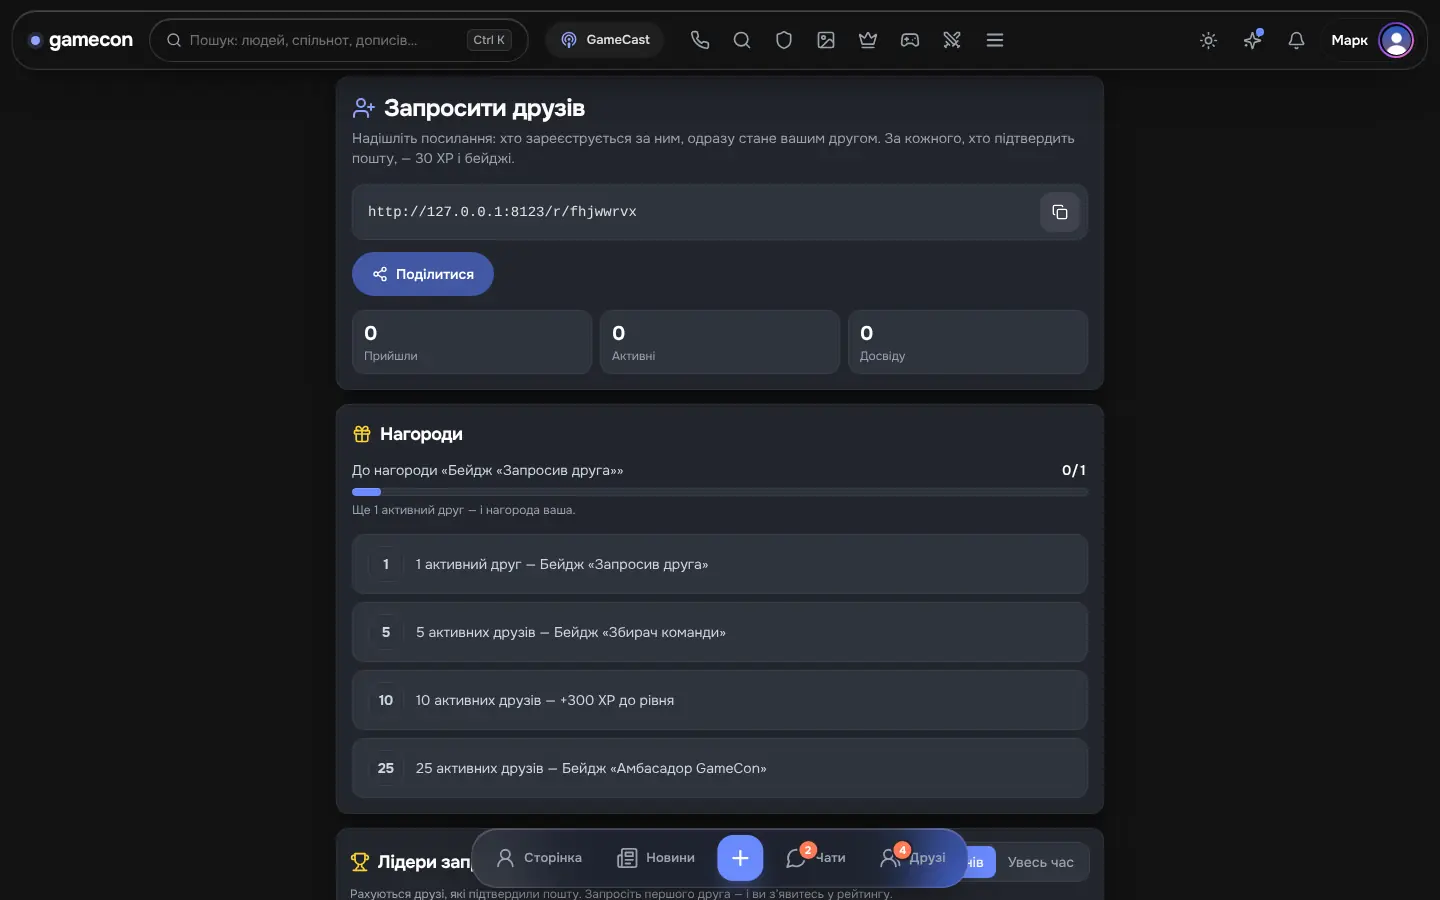 gamecon
Пошук: людей, спільнот, дописів...
Ctrl K
GameCast
Марк
Запросити друзів
Надішліть посилання: хто зареєструється за ним, одразу стане вашим другом. За кожного, хто підтвердить
пошту, — 30 XP і бейджі.
http://127.0.0.1:8123/r/fhjwwrvx
Поділитися
0
Прийшли
0
Активні
0
Досвіду
Нагороди
До нагороди «Бейдж «Запросив друга»»
0/1
Ще 1 активний друг — і нагорода ваша.
1
1 активний друг — Бейдж «Запросив друга»
5
5 активних друзів — Бейдж «Збирач команди»
10
10 активних друзів — +300 XP до рівня
25
25 активних друзів — Бейдж «Амбасадор GameCon»
Лідери зап
нів
Увесь час
Сторінка
Новини
2
Чати
4
Друзі
Рахуються друзі, які підтвердили пошту. Запросіть першого друга — і ви з'явитесь у рейтингу.